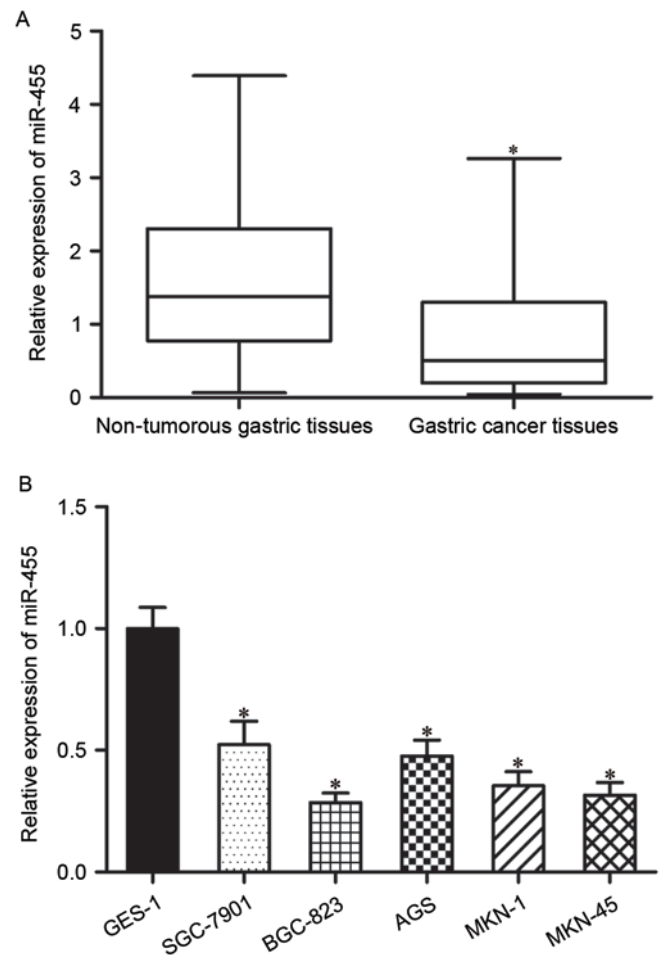 A
Relative expression of miR-455
5
4
3
2
1
0
*
Non-tumorous gastric tissues
Gastric cancer tissues
B
Relative expression of miR-455
1.5
1.0
0.5
0.0
*
*
*
*
*
GES-1
SGC-7901
BGC-823
AGS
MKN-1
MKN-45